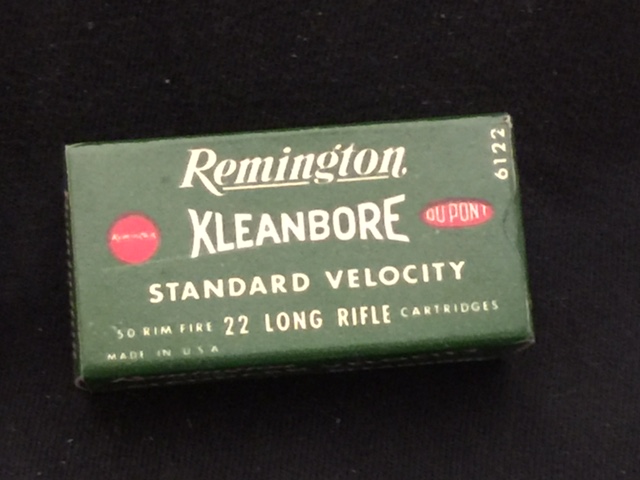 Remington
6122
KLEANBORE
DU PONT
STANDARD VELOCITY
50 RIM FIRE 22 LONG RIFLE CARTRIDGES
MADE IN U.S.A